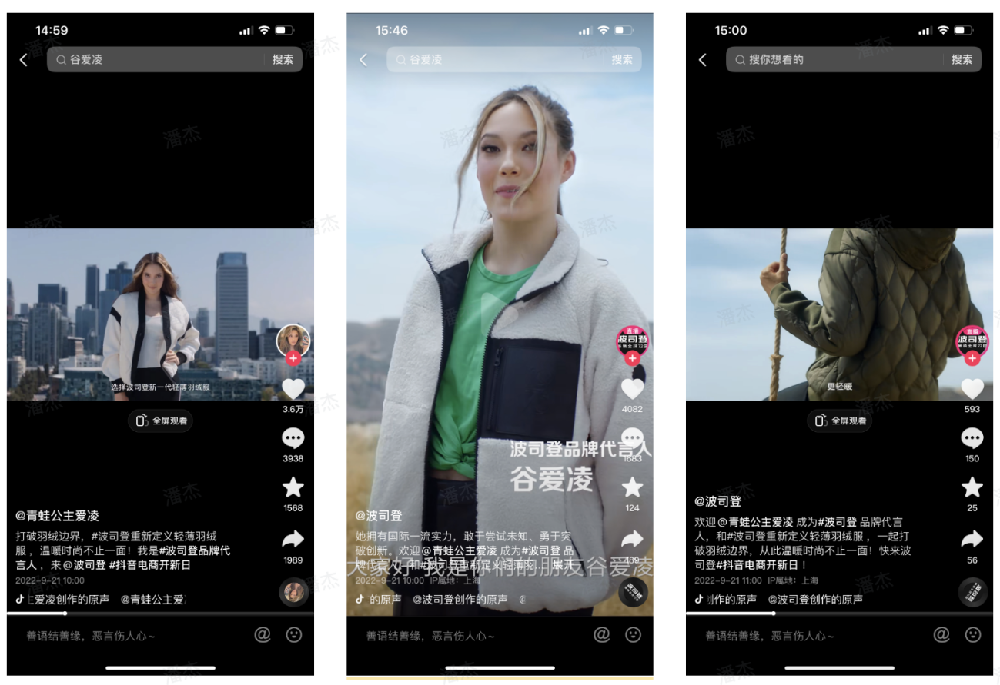 14:59
谷爱凌
搜索
选择波司登新一代轻薄羽绒服
全屏观看
3.6万
3938
1568
1989
@青蛙公主爱凌
打破羽绒边界，#波司登重新定义轻薄羽绒
服 ，温暖时尚不止一面！我是#波司登品牌代
言人 ，来@波司登 #抖音电商开新日
2022-9-21 10:00
主爱凌创作的原声 @青蛙公主爱
善语结善缘，恶言伤人心~
15:46
谷爱凌
搜索
直播
波司登
4082
1683
波司登品牌代言人
谷爱凌
124
489
@波司登
她拥有国际一流实力，敢于尝试未知、勇于突
破创新。欢迎@青蛙公主爱凌 成为#波司登 品
牌代言人，和#波司登重新定义轻薄羽... 展开
大家好 我是你们的朋友谷爱凌
2022-9-21 11:00 IP属地：上海
的原声 @波司登创作的原声
波司登
善语结善缘，恶言伤人心~
15:00
搜你想看的
搜索
更轻暖
全屏观看
直播
波司登
593
150
25
56
@波司登
欢迎@青蛙公主爱凌 成为#波司登 品牌代言
人，和#波司登重新定义轻薄羽绒服 ，一起打
破羽绒边界，从此温暖时尚不止一面！快来波
司登#抖音电商开新日！
2022-9-21 11:00 IP属地：上海
创作的原声 @波司登创作的原声
波司登
善语结善缘，恶言伤人心~
潘杰